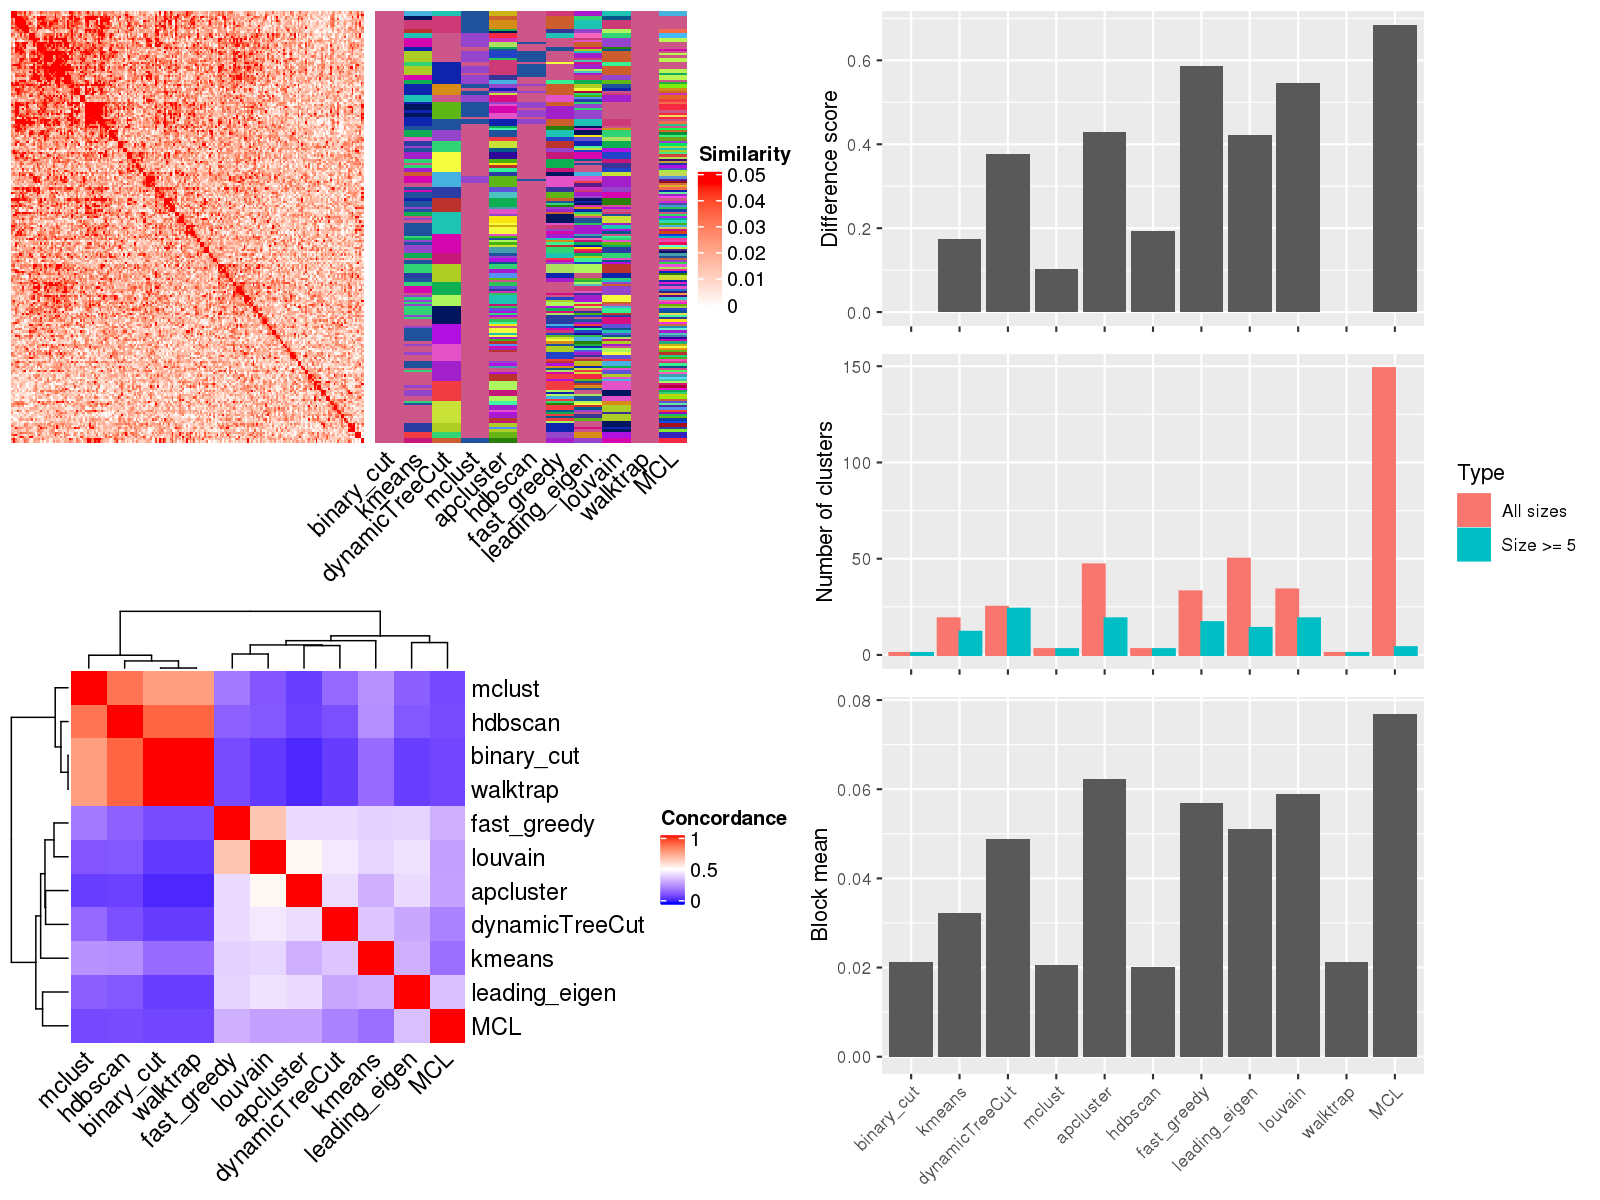 Similarity
0.05
0.04
0.03
0.02
0.01
0
binary_cut
kmeans
dynamicTreeCut
mclust
apcluster
hdbscan
fast_greedy
leading_eigen
louvain
walktrap
MCL
mclust
hdbscan
binary_cut
walktrap
fast_greedy
louvain
apcluster
dynamicTreeCut
kmeans
leading_eigen
MCL
Concordance
1
0.5
0
mclust
hdbscan
binary_cut
walktrap
fast_greedy
louvain
apcluster
dynamicTreeCut
kmeans
leading_eigen
MCL
Difference score
0.6
0.4
0.2
0.0
Number of clusters
150
100
50
0
Type
All sizes
Size >= 5
Block mean
0.08
0.06
0.04
0.02
0.00
binary_cut
kmeans
dynamicTreeCut
mclust
apcluster
hdbscan
fast_greedy
leading_eigen
louvain
walktrap
MCL